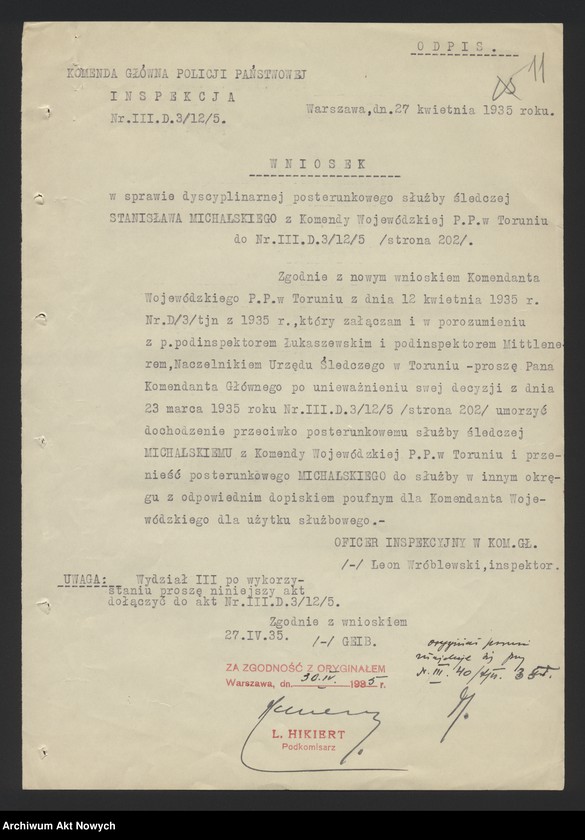 O D P I S .
11
KOMENDA GŁÓWNA POLICJI PAŃSTWOWEJ
I N S P E K C J A
Nr.III.D.3/12/5.
Warszawa,dn.27 kwietnia 1935 roku.
W N I O S E K
w sprawie dyscyplinarnej posterunkowego służby śledczej
STANISŁAWA MICHALSKIEGO z Komendy Wojewódzkiej P.P.w Toruniu
do Nr.III.D.3/12/5 /strona 202/.
Zgodnie z nowym wnioskiem Komendanta
Wojewódzkiego P.P.w Toruniu z dnia 12 kwietnia 1935 r.
Nr.D/3/tjn z 1935 r.,który załączam i w porozumieniu
z p.podinspektorem Łukaszewskim i podinspektorem Mittlene-
rem,Naczelnikiem Urzędu Śledczego w Toruniu -proszę Pana
Komendanta Głównego po unieważnieniu swej decyzji z dnia
23 marca 1935 roku Nr.III.D.3/12/5 /strona 202/ umorzyć
dochodzenie przeciwko posterunkowemu służby śledczej
MICHALSKIEMU z Komendy Wojewódzkiej P.P.w Toruniu i prze-
nieść posterunkowego MICHALSKIEGO do służby w innym okrę-
gu z odpowiednim dopiskiem poufnym dla Komendanta Woje-
wódzkiego dla użytku służbowego.-
OFICER INSPEKCYJNY W KOM.GŁ.
/-/ Leon Wróblewski,inspektor.
UWAGA: Wydział III po wykorzy-
staniu proszę niniejszy akt
dołączyć do akt Nr.III.D.3/12/5.
Zgodnie z wnioskiem
27.IV.35. /-/ GEIB.
oryginał
znajduje się przy
ZA ZGODNOŚĆ Z ORYGINAŁEM
Warszawa, dn. 30.IV. 1935 r.
L. HIKIERT
Podkomisarz
Archiwum Akt Nowych